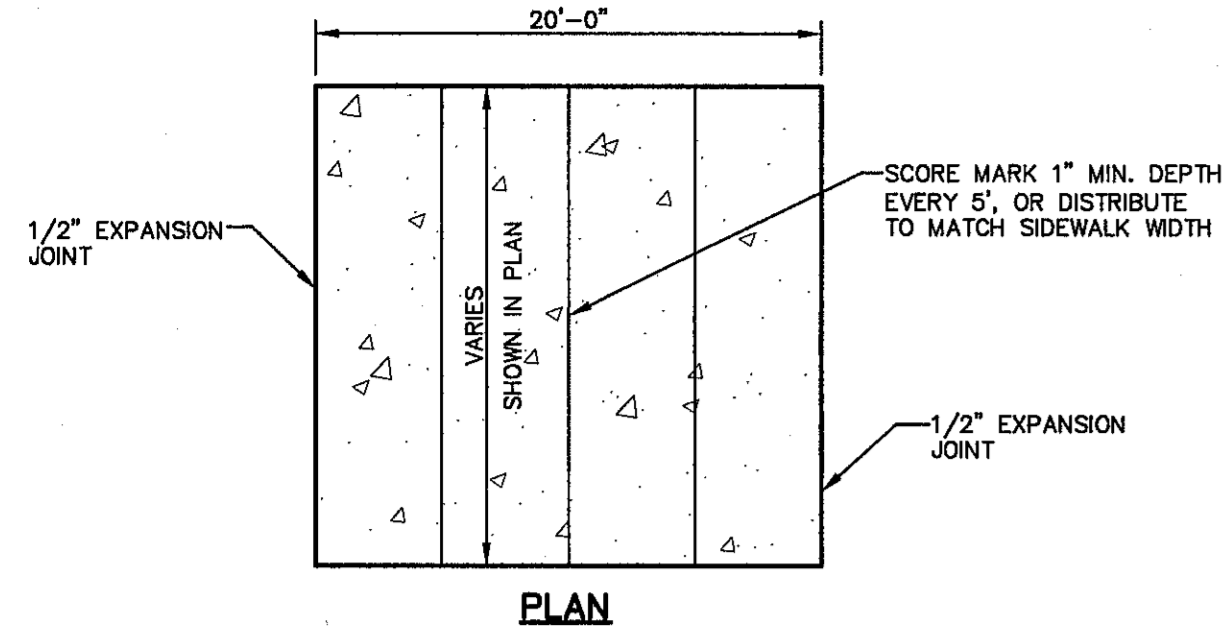 20'-0"
SCORE MARK 1" MIN. DEPTH
EVERY 5', OR DISTRIBUTE
TO MATCH SIDEWALK WIDTH
1/2" EXPANSION
JOINT
VARIES
SHOWN IN PLAN
1/2" EXPANSION
JOINT
PLAN